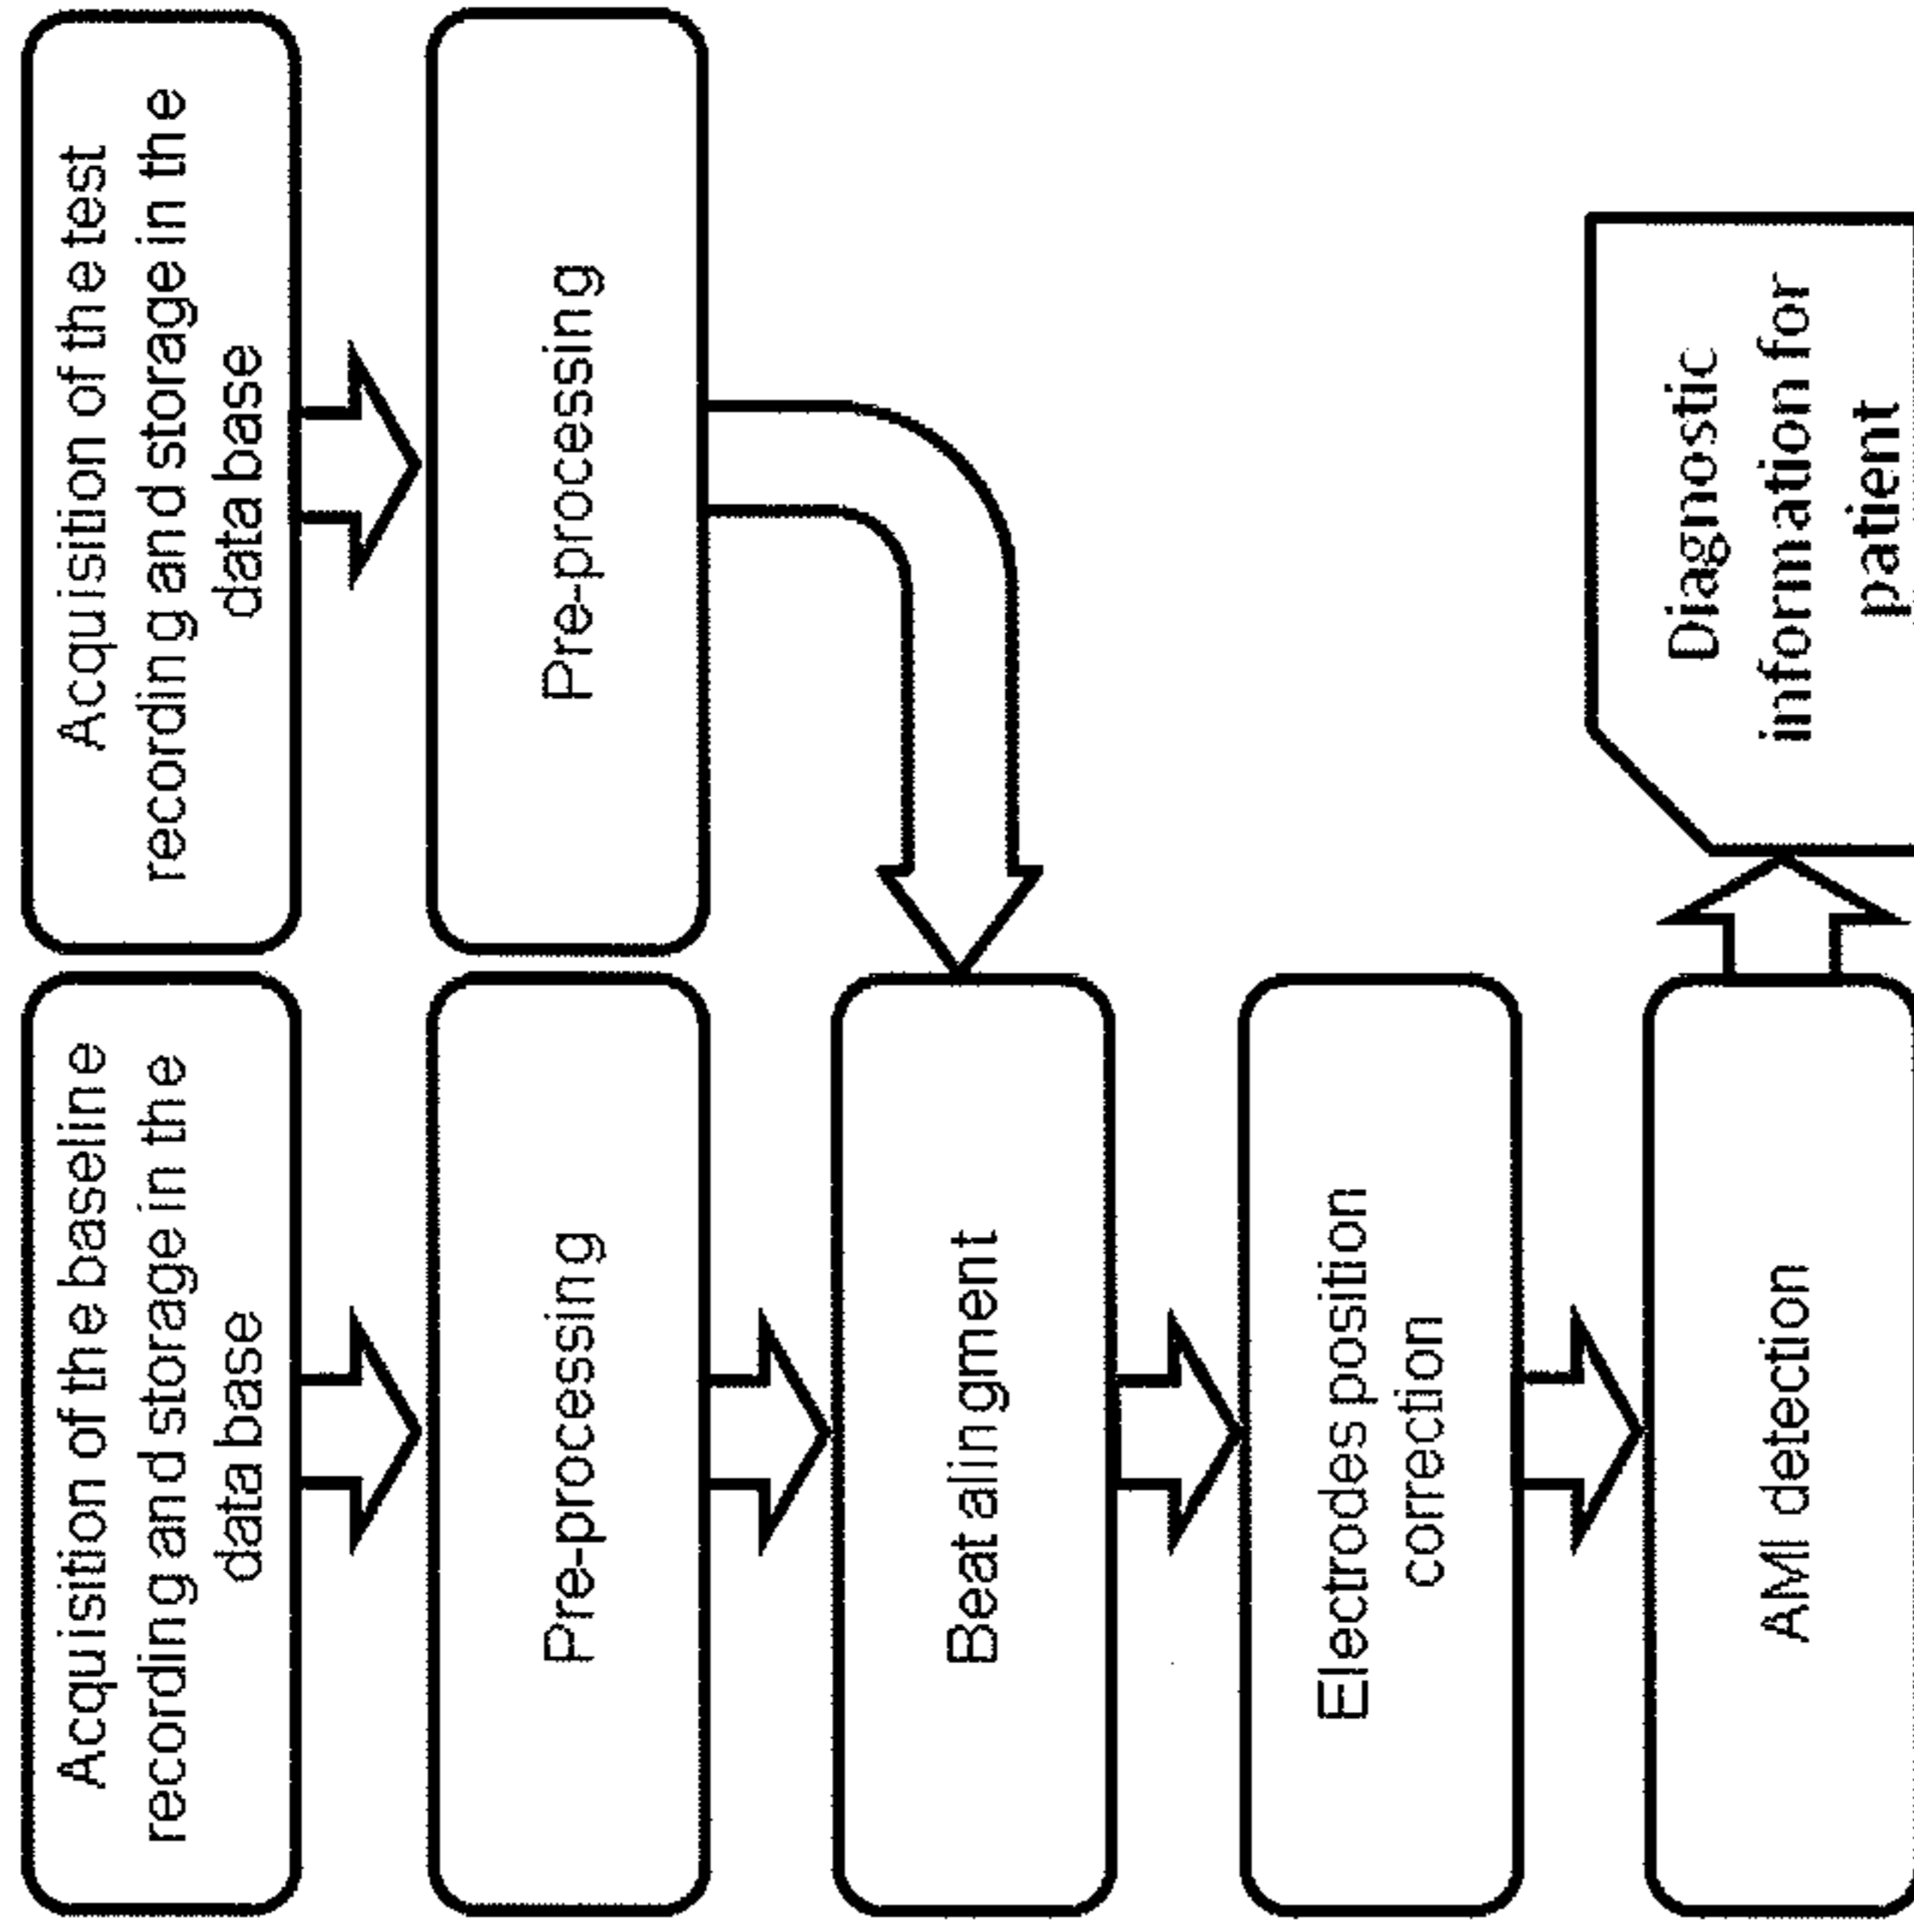 Acquisition of the baseline
recording and storage in the
data base
Acquisition of the test
recording and storage in the
data base
Pre-processing
Pre-processing
Beat alingment
Electrodes position
correction
AMI detection
Diagnostic
information for
patient